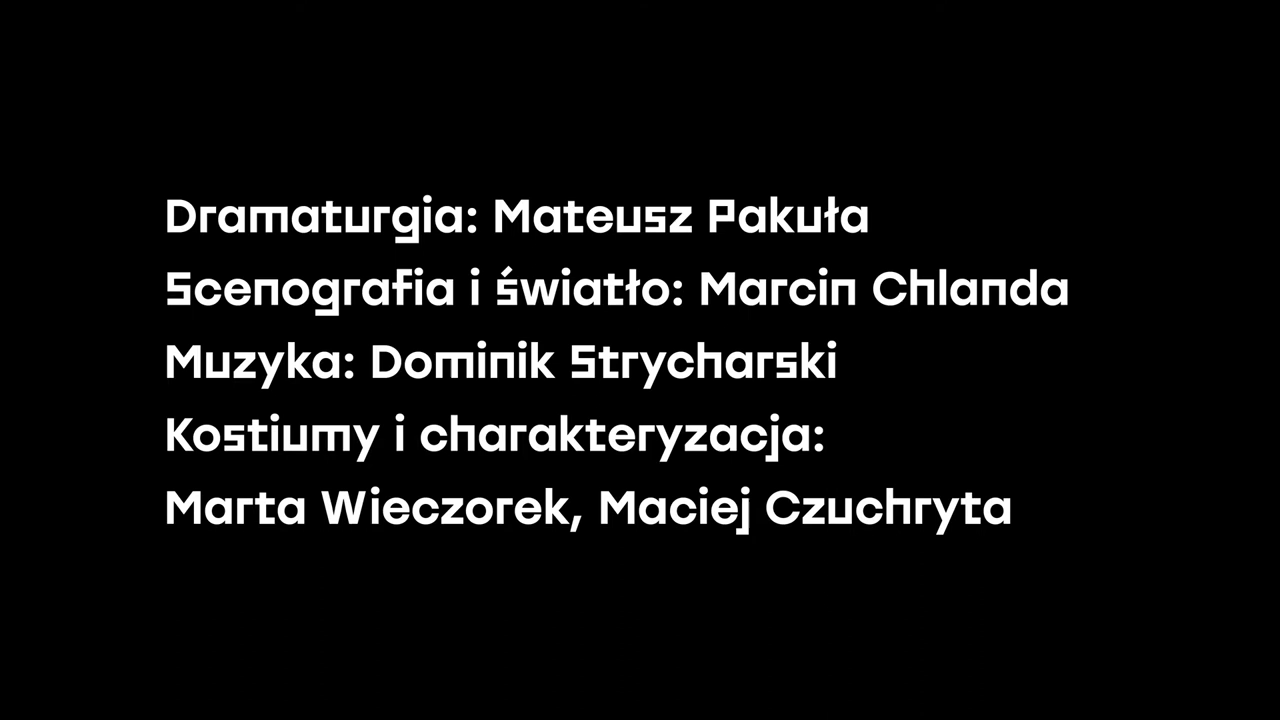 Dramaturgia: Mateusz Pakuła
Scenografia i światło: Marcin Chlanda
Muzyka: Dominik Strycharski
Kostiumy i charakteryzacja:
Marta Wieczorek, Maciej Czuchryta